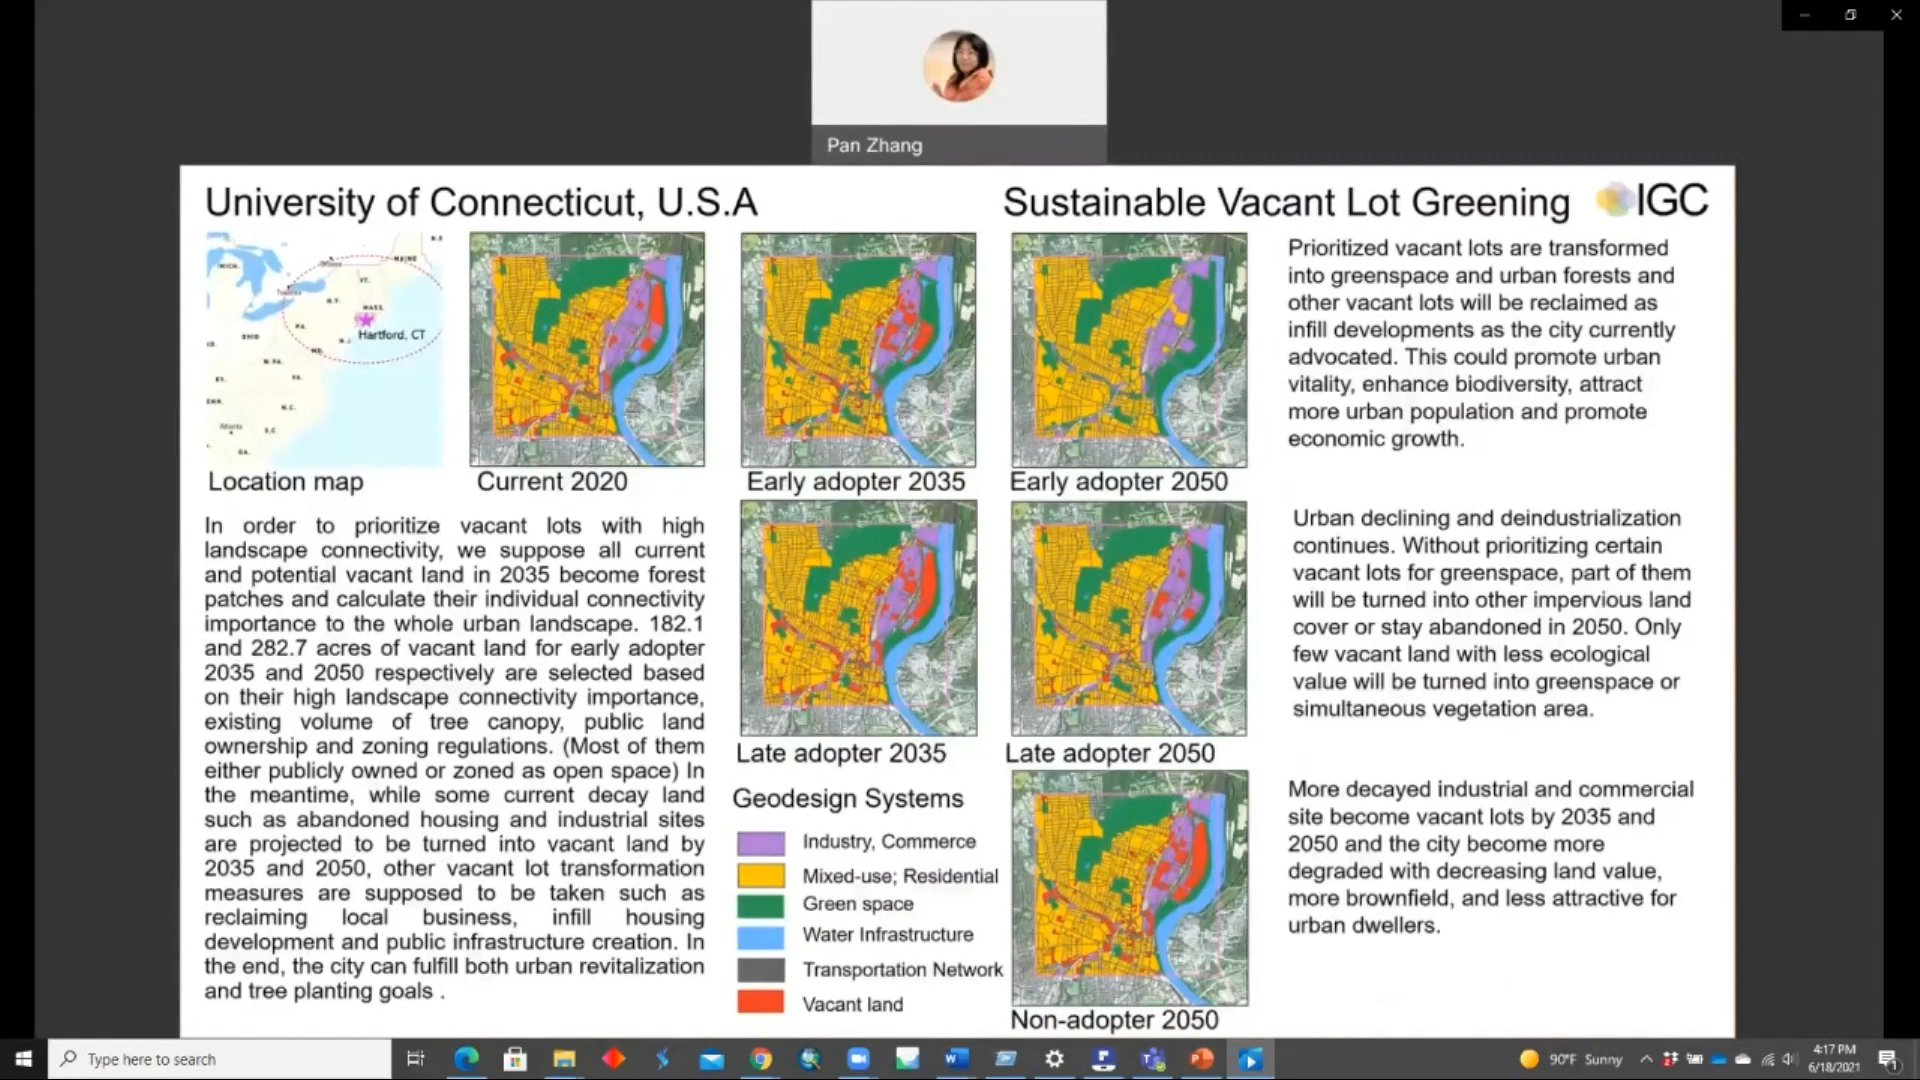 Pan Zhang
University of Connecticut, U.S.A
Sustainable Vacant Lot Greening
IGC
MICH.
MAINE
VT.
N.Y.
MASS
PA.
Hartford, CT
OHIO
N.J.
MD.
W.VA.
VA.
KY.
N.C.
Atlanta
S.C
GA.
Location map
Current 2020
Early adopter 2035
Early adopter 2050
Prioritized vacant lots are transformed
into greenspace and urban forests and
other vacant lots will be reclaimed as
infill developments as the city currently
advocated. This could promote urban
vitality, enhance biodiversity, attract
more urban population and promote
economic growth.
In order to prioritize vacant lots with high
landscape connectivity, we suppose all current
and potential vacant land in 2035 become forest
patches and calculate their individual connectivity
importance to the whole urban landscape. 182.1
and 282.7 acres of vacant land for early adopter
2035 and 2050 respectively are selected based
on their high landscape connectivity importance,
existing volume of tree canopy, public land
ownership and zoning regulations. (Most of them
either publicly owned or zoned as open space) In
the meantime, while some current decay land
such as abandoned housing and industrial sites
are projected to be turned into vacant land by
2035 and 2050, other vacant lot transformation
measures are supposed to be taken such as
reclaiming local business, infill housing
development and public infrastructure creation. In
the end, the city can fulfill both urban revitalization
and tree planting goals .
Late adopter 2035
Late adopter 2050
Urban declining and deindustrialization
continues. Without prioritizing certain
vacant lots for greenspace, part of them
will be turned into other impervious land
cover or stay abandoned in 2050. Only
few vacant land with less ecological
value will be turned into greenspace or
simultaneous vegetation area.
Geodesign Systems
Industry, Commerce
Mixed-use; Residential
Green space
Water Infrastructure
Transportation Network
Vacant land
Non-adopter 2050
More decayed industrial and commercial
site become vacant lots by 2035 and
2050 and the city become more
degraded with decreasing land value,
more brownfield, and less attractive for
urban dwellers.
Type here to search
90°F Sunny
4:17 PM
6/18/2021